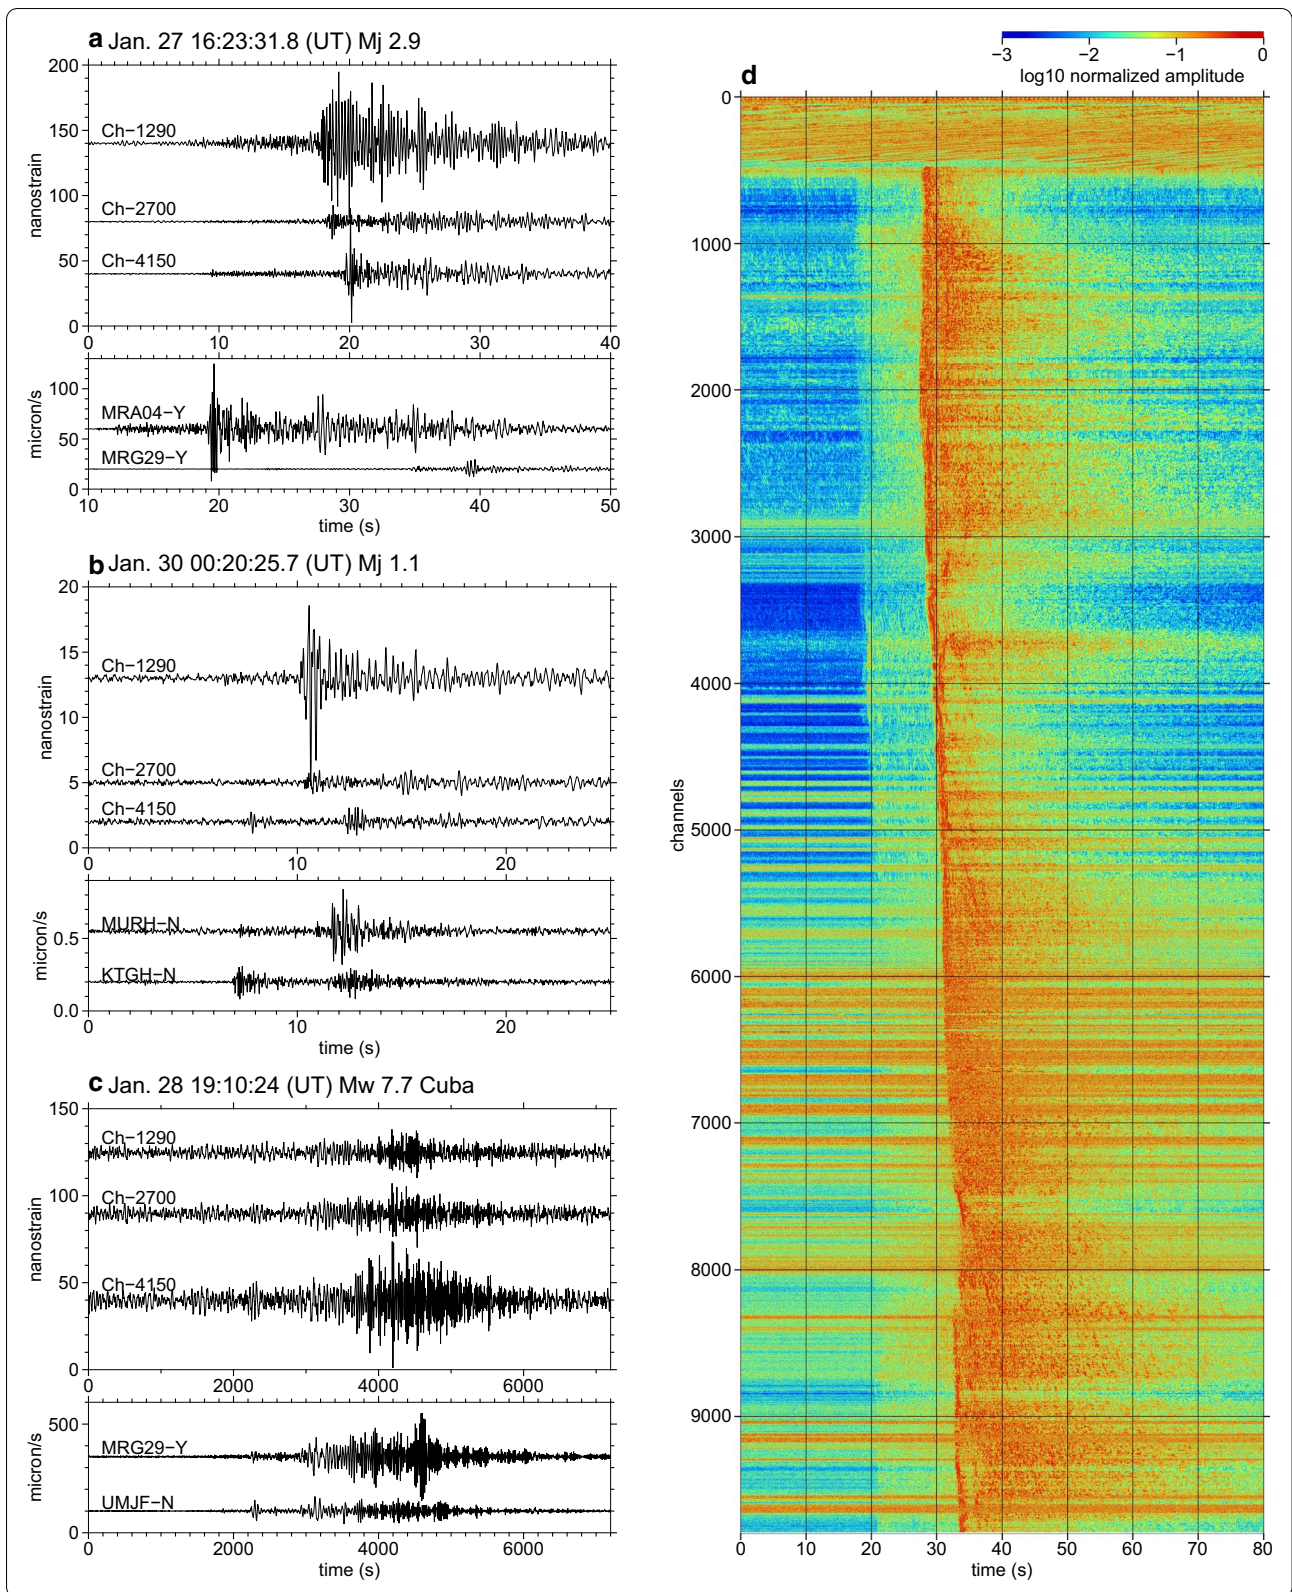 a Jan. 27 16:23:31.8 (UT) Mj 2.9
200
150
100
50
0
nanostrain
Ch−1290
Ch−2700
Ch−4150
0 10 20 30 40
100
50
0
micron/s
MRA04−Y
MRG29−Y
10 20 30 40 50
time (s)
b Jan. 30 00:20:25.7 (UT) Mj 1.1
20
15
10
5
0
nanostrain
Ch−1290
Ch−2700
Ch−4150
0 10 20
0.5
0.0
micron/s
MURH−N
KTGH−N
0 10 20
time (s)
c Jan. 28 19:10:24 (UT) Mw 7.7 Cuba
150
100
50
0
nanostrain
Ch−1290
Ch−2700
Ch−4150
0 2000 4000 6000
500
0
micron/s
MRG29−Y
UMJF−N
0 2000 4000 6000
time (s)
d
−3 −2 −1 0
log10 normalized amplitude
0
1000
2000
3000
4000
5000
6000
7000
8000
9000
channels
0 10 20 30 40 50 60 70 80
time (s)